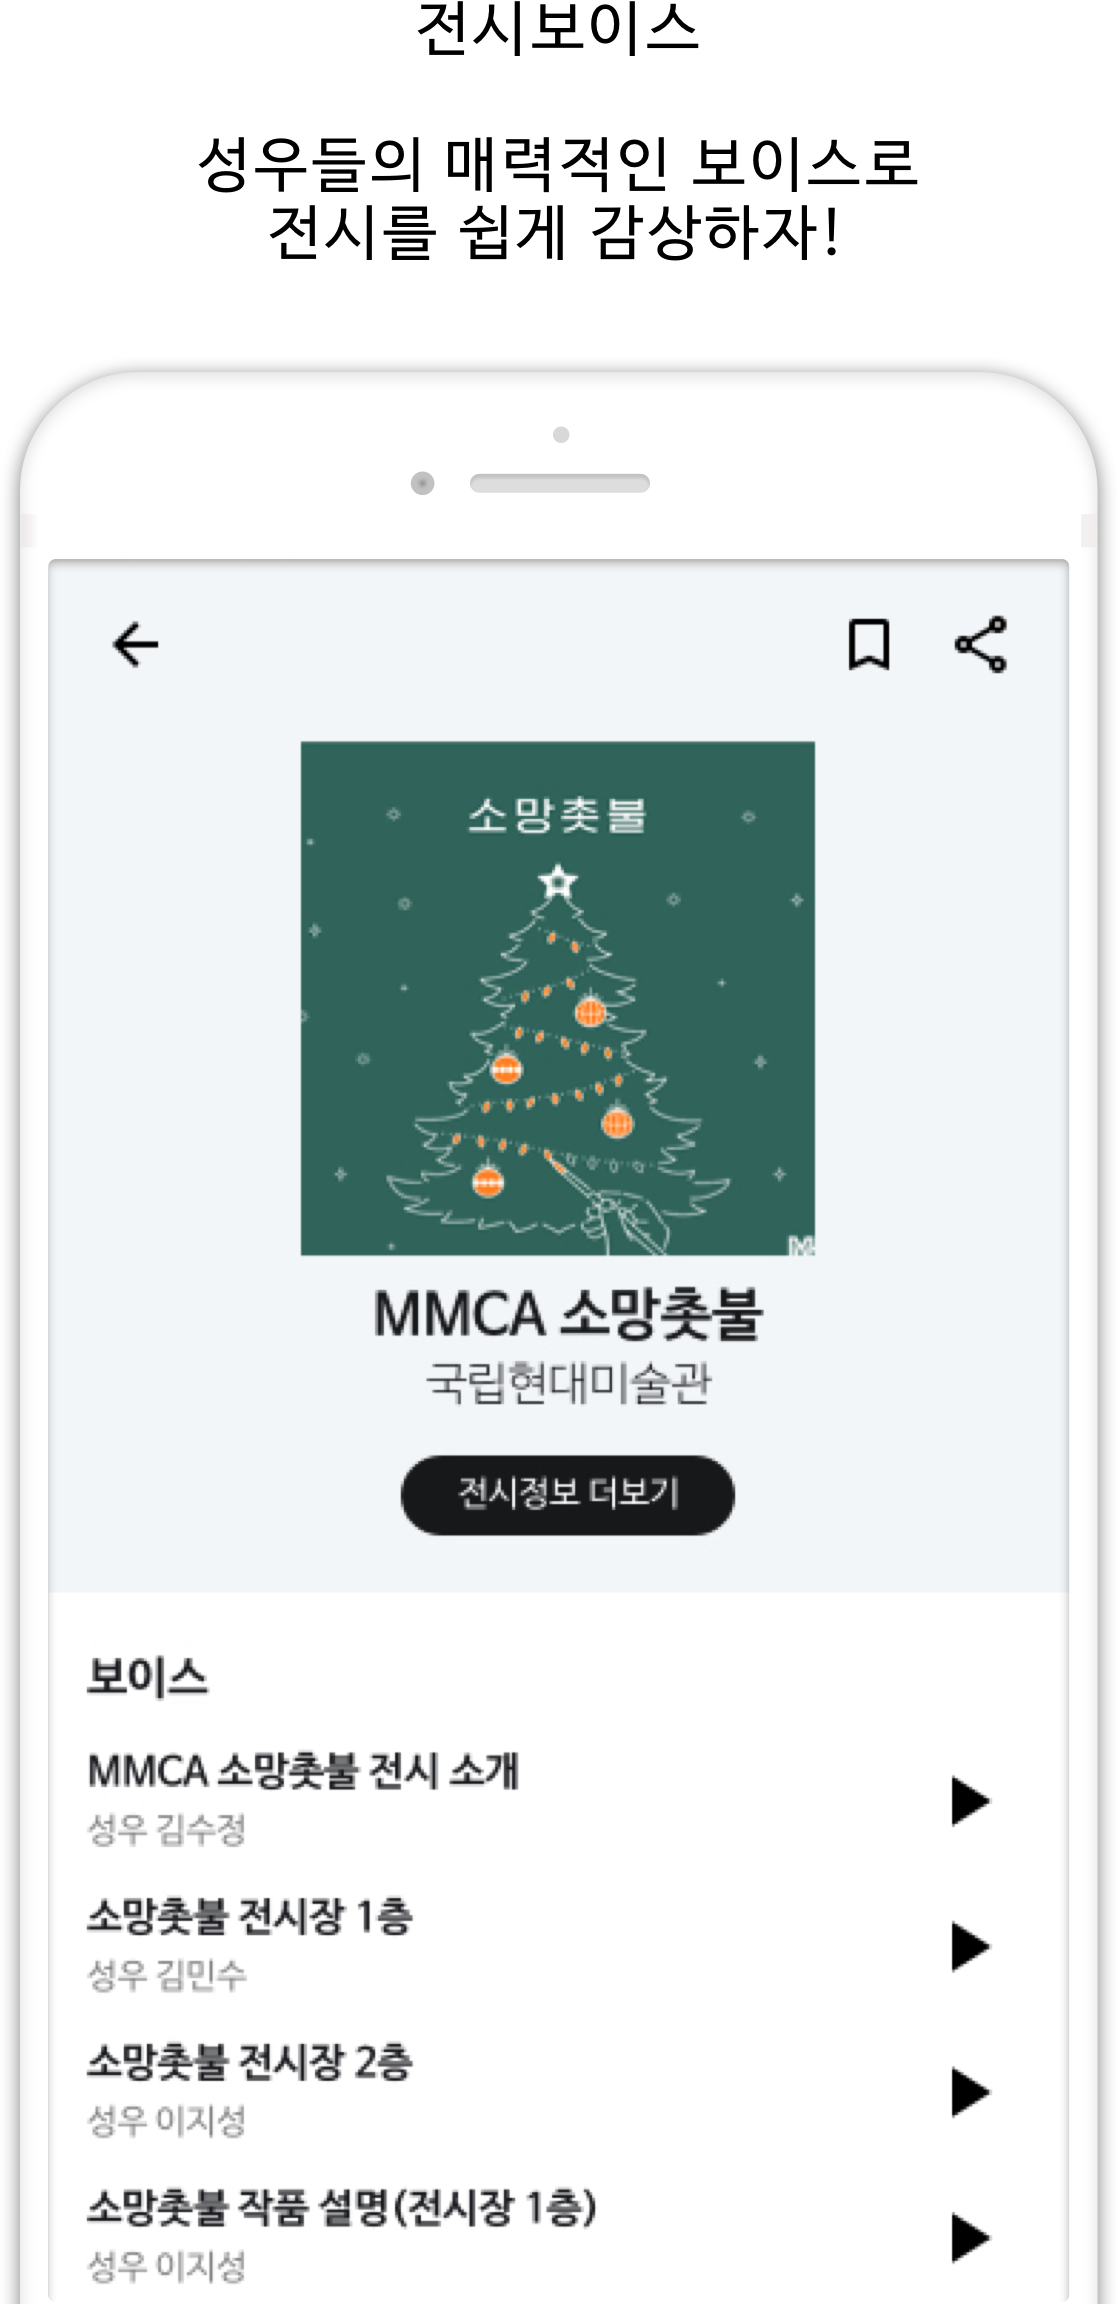 전시보이스
성우들의 매력적인 보이스로
전시를 쉽게 감상하자!
소망촛불
M
MMCA 소망촛불
국립현대미술관
전시정보 더보기
보이스
MMCA 소망촛불 전시 소개
성우 김수정
소망촛불 전시장 1층
성우 김민수
소망촛불 전시장 2층
성우 이지성
소망촛불 작품 설명(전시장 1층)
성우 이지성